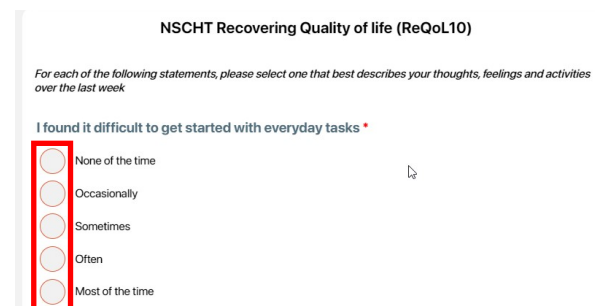 NSCHT Recovering Quality of life (ReQoL10)
For each of the following statements, please select one that best describes your thoughts, feelings and activities
over the last week
I found it difficult to get started with everyday tasks *
None of the time
Occasionally
Sometimes
Often
Most of the time